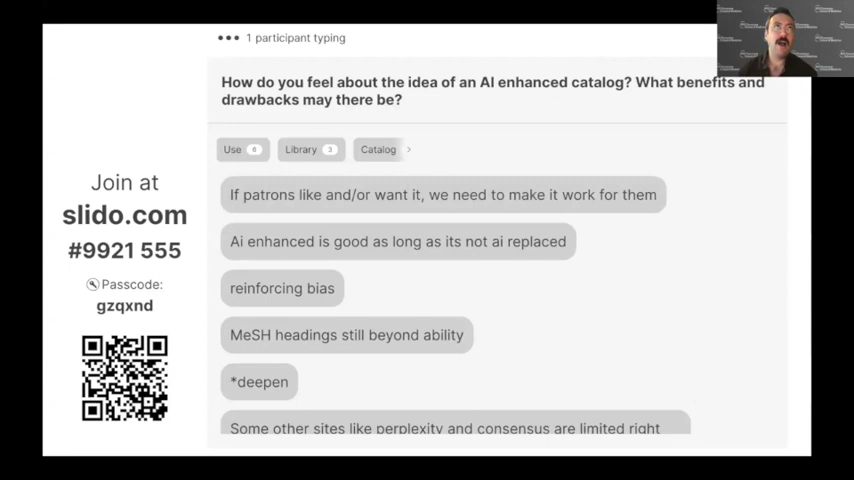 1 participant typing
How do you feel about the idea of an AI enhanced catalog? What benefits and
drawbacks may there be?
Use 6 Library 3 Catalog
Join at
slido.com
#9921 555
Passcode:
gzqxnd
If patrons like and/or want it, we need to make it work for them
Ai enhanced is good as long as its not ai replaced
reinforcing bias
MeSH headings still beyond ability
*deepen
Some other sites like perplexity and consensus are limited right